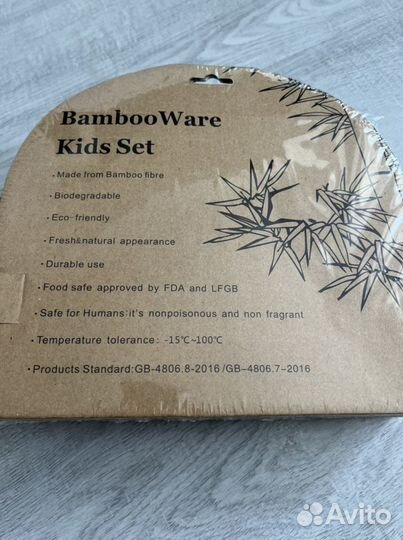 BambooWare
Kids Set
· Made from Bamboo fibre
· Biodegradable
· Eco-friendly
· Fresh&natural appearance
· Durable use
· Food safe approved by FDA and LFGB
· Safe for Humans:it's nonpoisonous and non fragrant
· Temperature tolerance: -15℃~100℃
· Products Standard:GB-4806.8-2016/GB-4806.7-2016
Avito